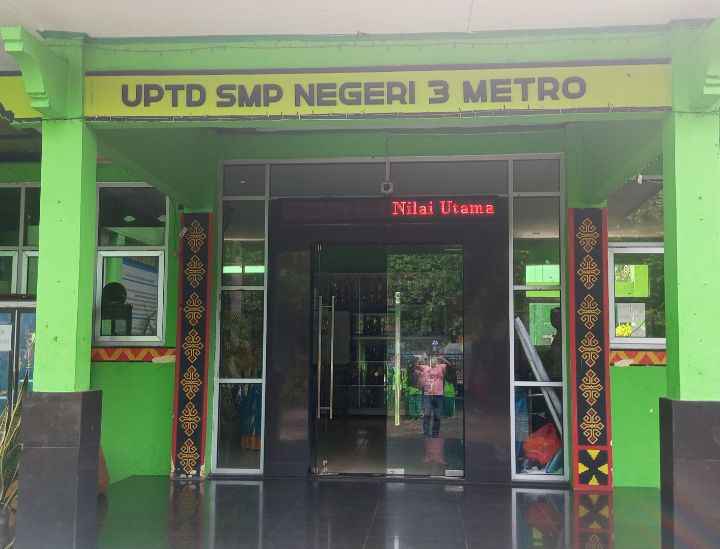 UPTD SMP NEGERI 3 METRO
Nilai Utama